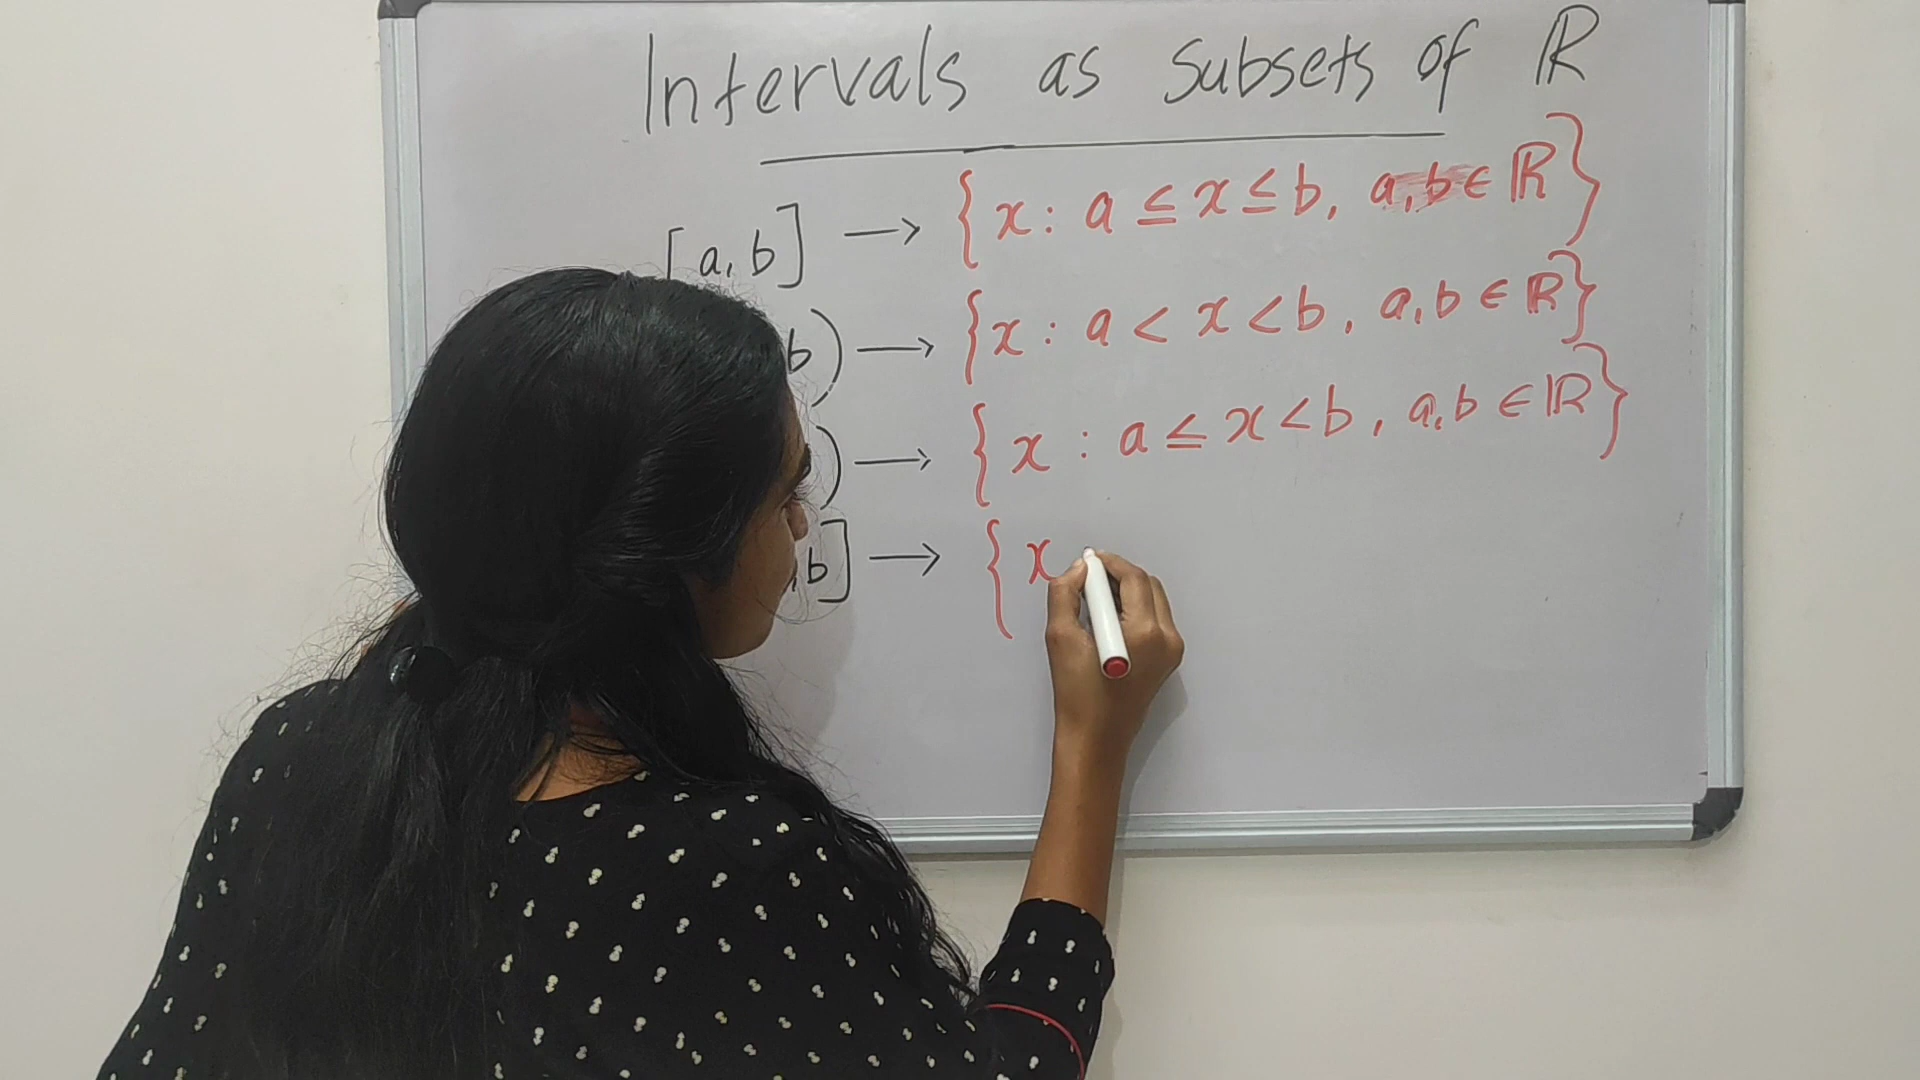 Intervals as subsets of ℝ
[a,b] → {x : a ≦ x ≦ b, a,b ∈ ℝ}
b) → {x : a < x < b, a,b ∈ ℝ}
) → {x : a ≦ x < b, a,b ∈ ℝ}
,b] → {x